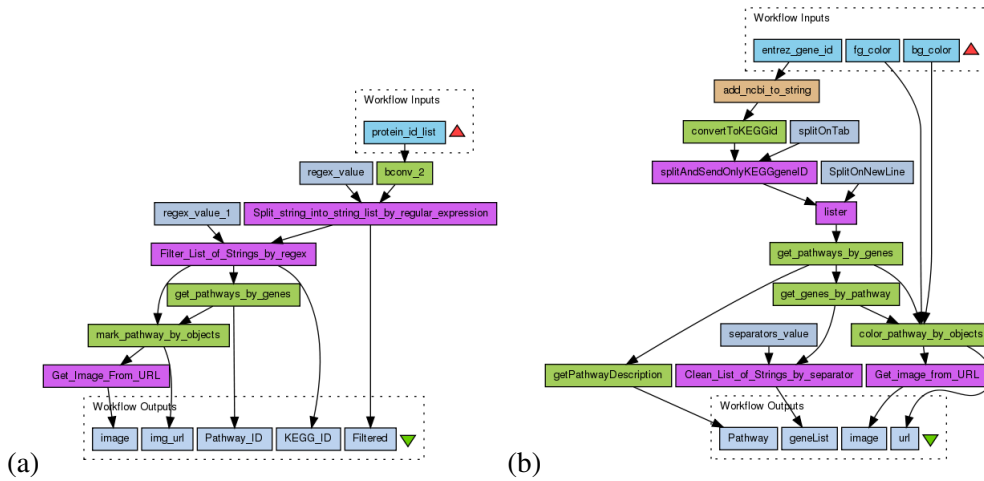 Workflow Inputs
protein_id_list
regex_value
bconv_2
regex_value_1
Split_string_into_string_list_by_regular_expression
Filter_List_of_Strings_by_regex
get_pathways_by_genes
mark_pathway_by_objects
Get_Image_From_URL
Workflow Outputs
image
img_url
Pathway_ID
KEGG_ID
Filtered
(a)
Workflow Inputs
entrez_gene_id
fg_color
bg_color
add_ncbi_to_string
convertToKEGGid
splitOnTab
splitAndSendOnlyKEGGgeneID
SplitOnNewLine
lister
get_pathways_by_genes
get_genes_by_pathway
separators_value
color_pathway_by_objects
getPathwayDescription
Clean_List_of_Strings_by_separator
Get_image_from_URL
Workflow Outputs
Pathway
geneList
image
url
(b)